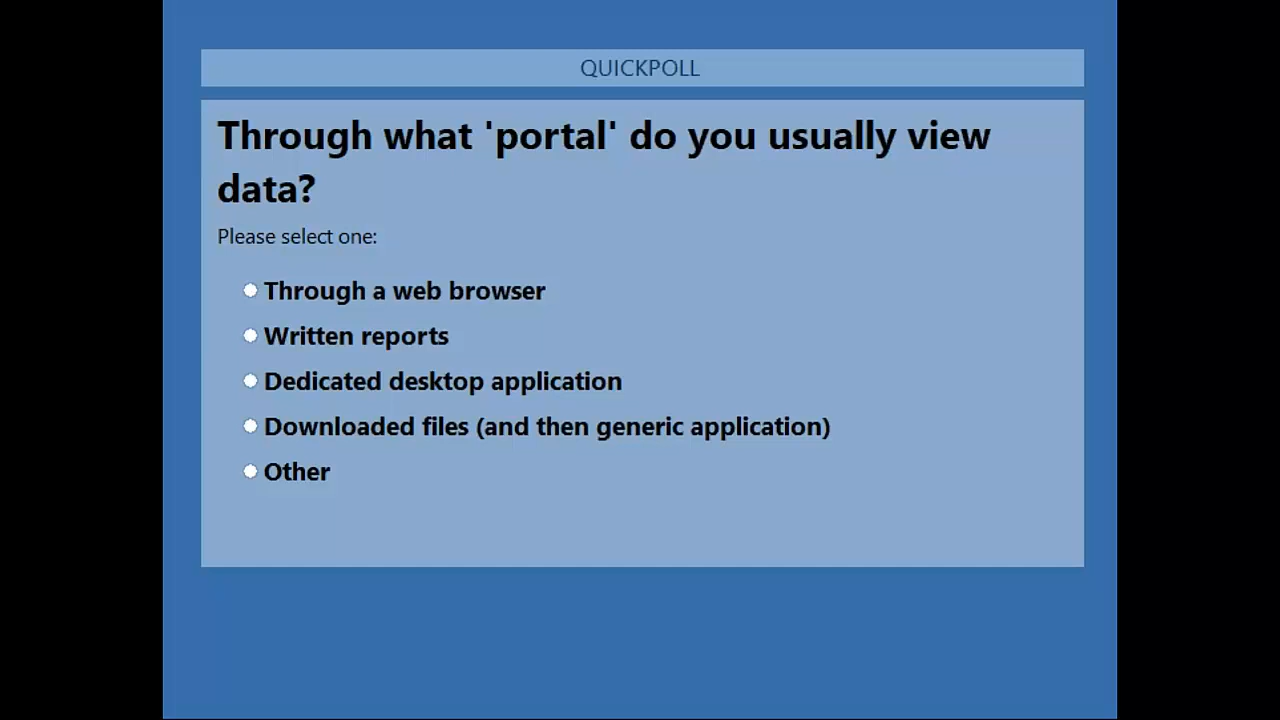 QUICKPOLL
Through what 'portal' do you usually view
data?
Please select one:
Through a web browser
Written reports
Dedicated desktop application
Downloaded files (and then generic application)
Other